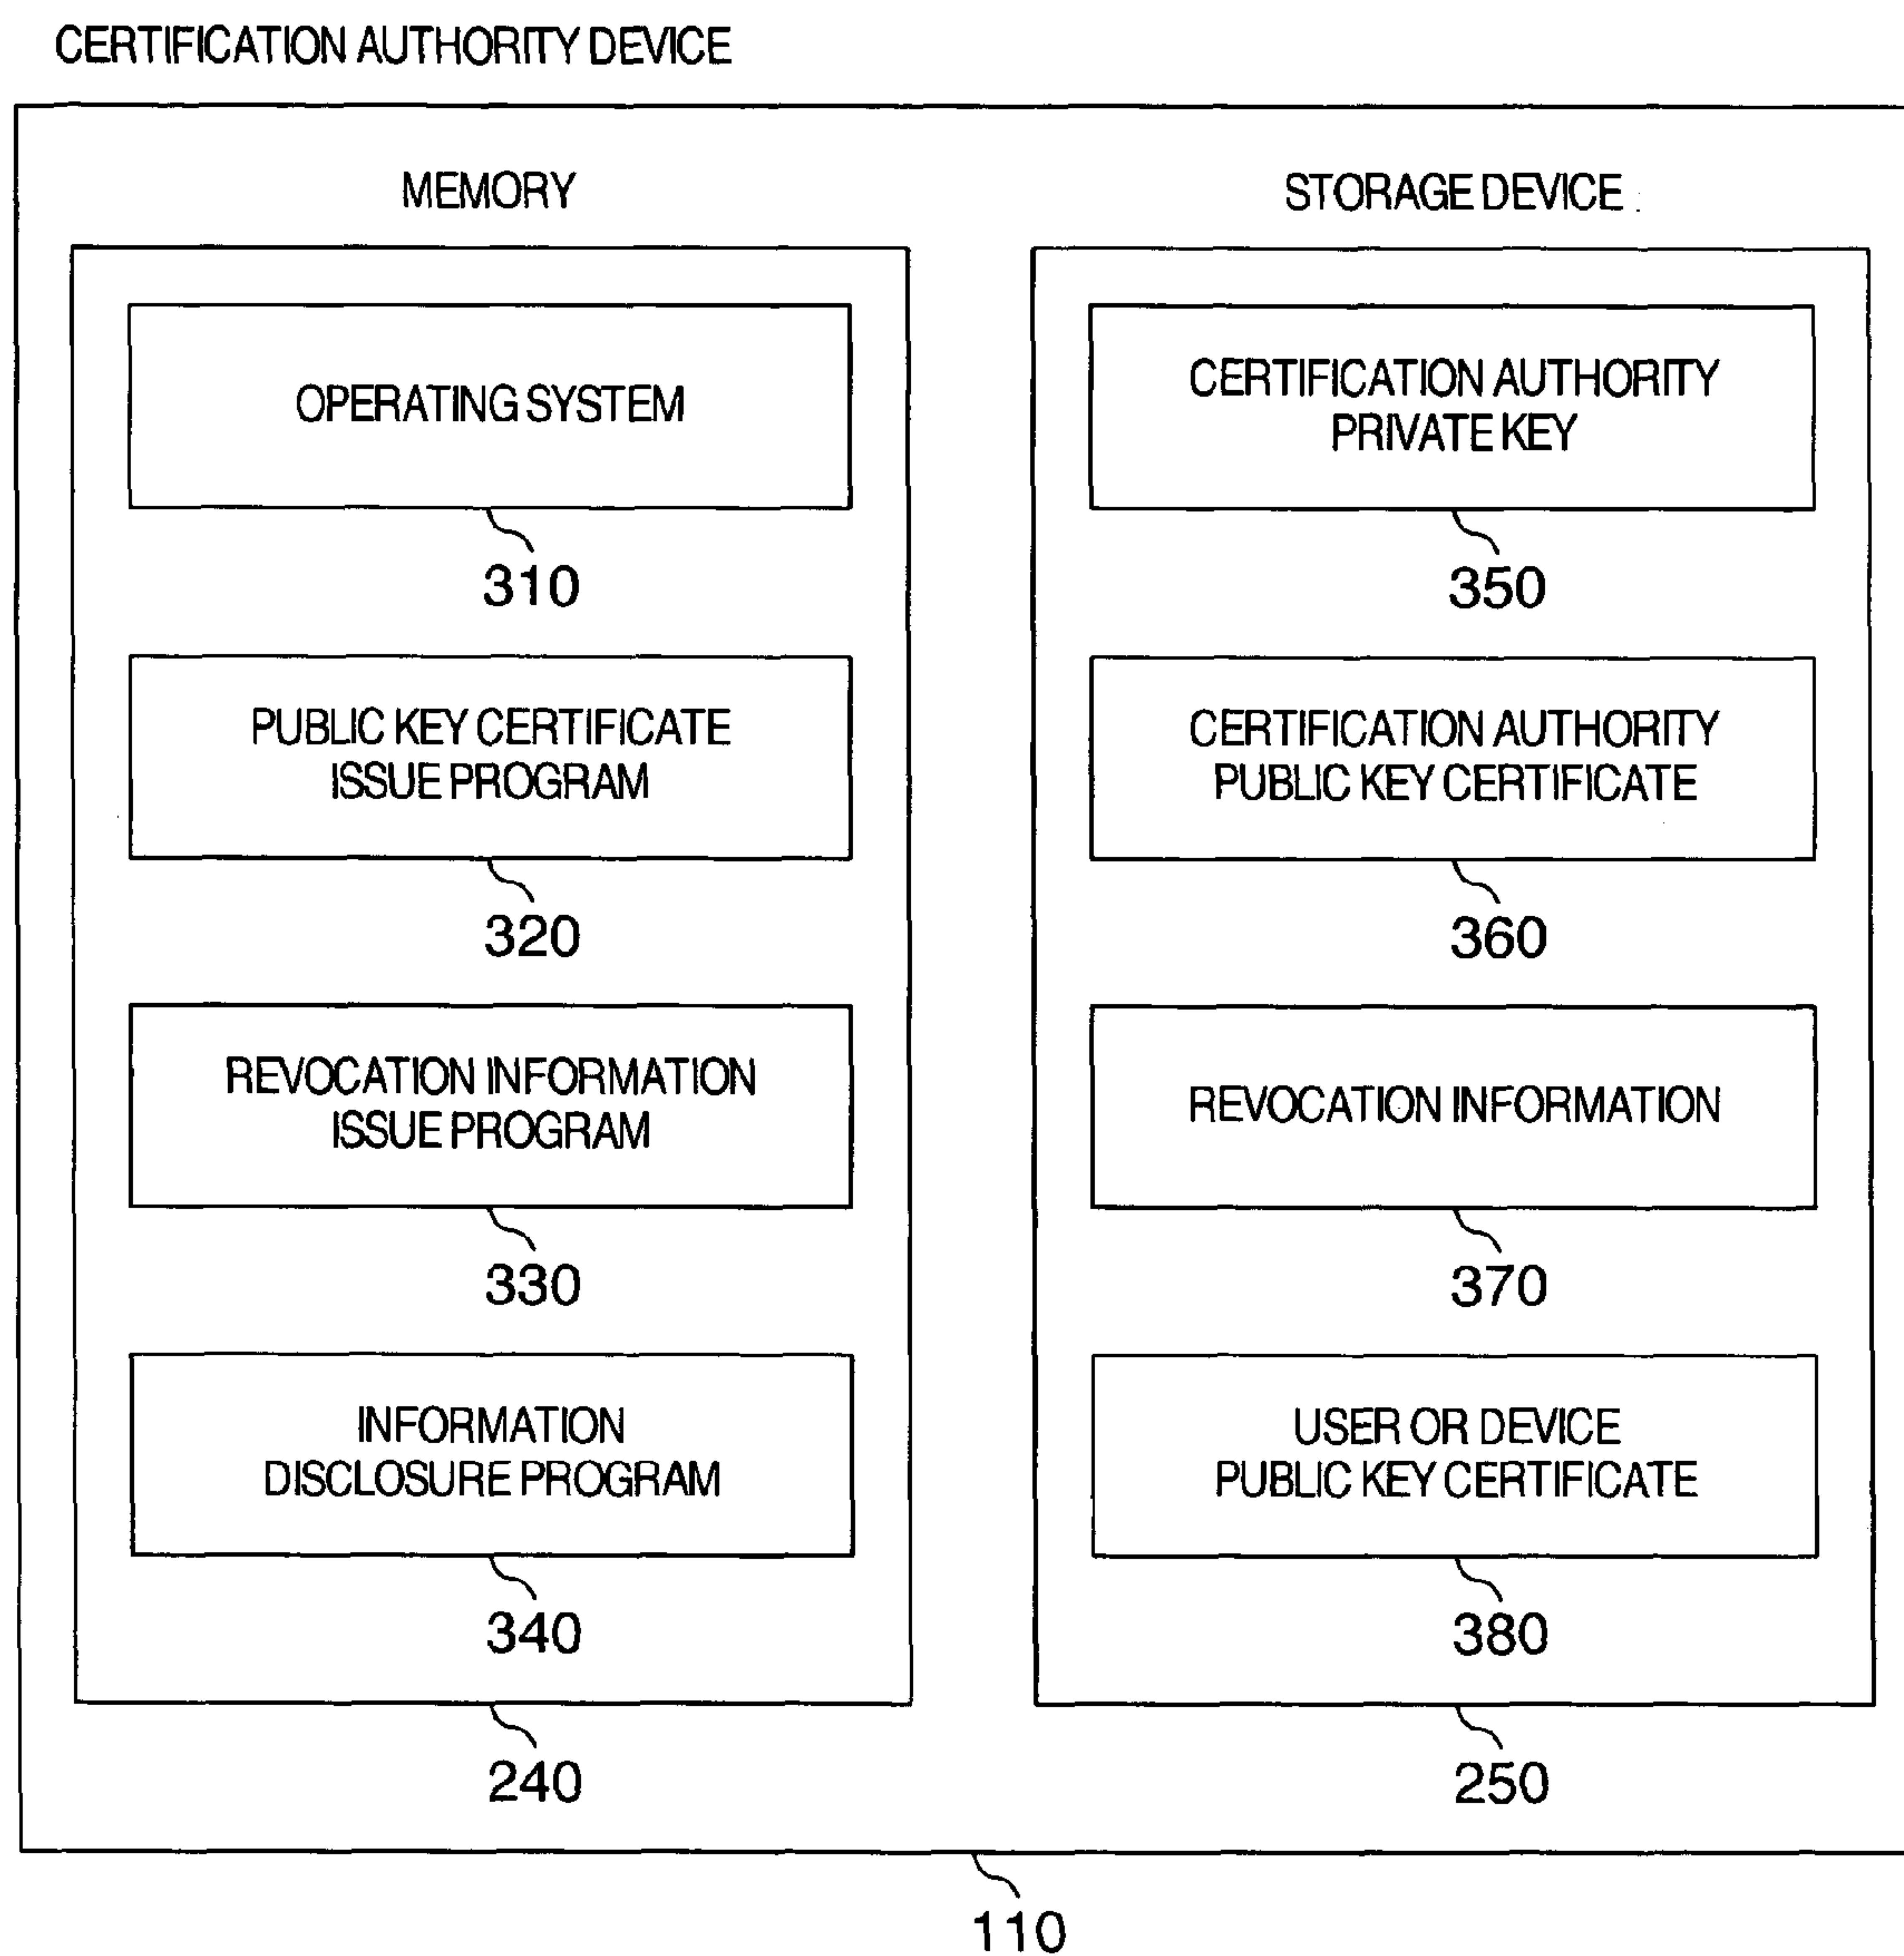 CERTIFICATION AUTHORITY DEVICE
MEMORY
OPERATING SYSTEM
310
PUBLIC KEY CERTIFICATE
ISSUE PROGRAM
320
REVOCATION INFORMATION
ISSUE PROGRAM
330
INFORMATION
DISCLOSURE PROGRAM
340
240
STORAGE DEVICE
CERTIFICATION AUTHORITY
PRIVATE KEY
350
CERTIFICATION AUTHORITY
PUBLIC KEY CERTIFICATE
360
REVOCATION INFORMATION
370
USER OR DEVICE
PUBLIC KEY CERTIFICATE
380
250
110